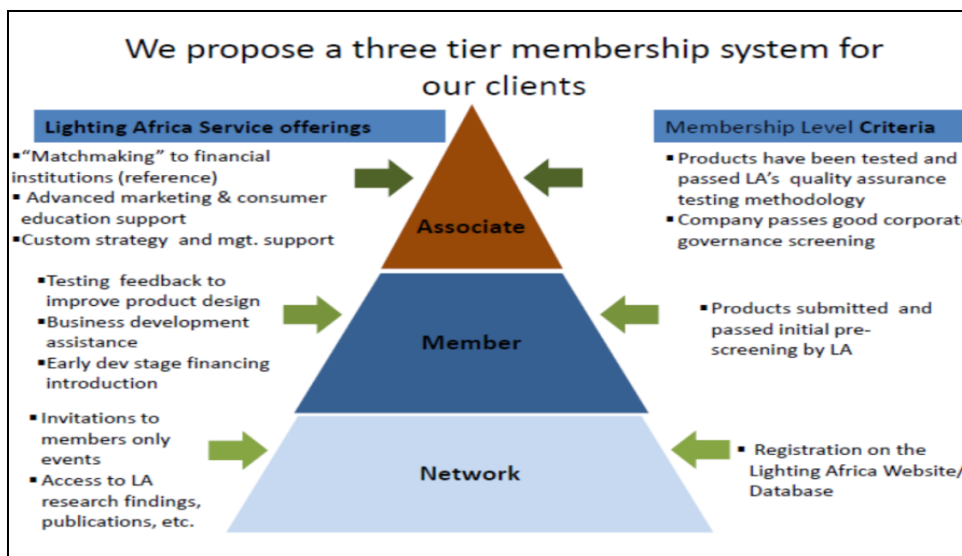 We propose a three tier membership system for
our clients
Lighting Africa Service offerings
▪"Matchmaking" to financial
institutions (reference)
▪ Advanced marketing & consumer
education support
▪Custom strategy and mgt. support
▪Testing feedback to
improve product design
▪Business development
assistance
▪Early dev stage financing
introduction
▪Invitations to
members only
events
▪ Access to LA
research findings,
publications, etc.
Associate
Member
Network
Membership Level Criteria
▪Products have been tested and
passed LA's quality assurance
testing methodology
▪Company passes good corporate
governance screening
▪Products submitted and
passed initial pre-
screening by LA
▪ Registration on the
Lighting Africa Website/
Database